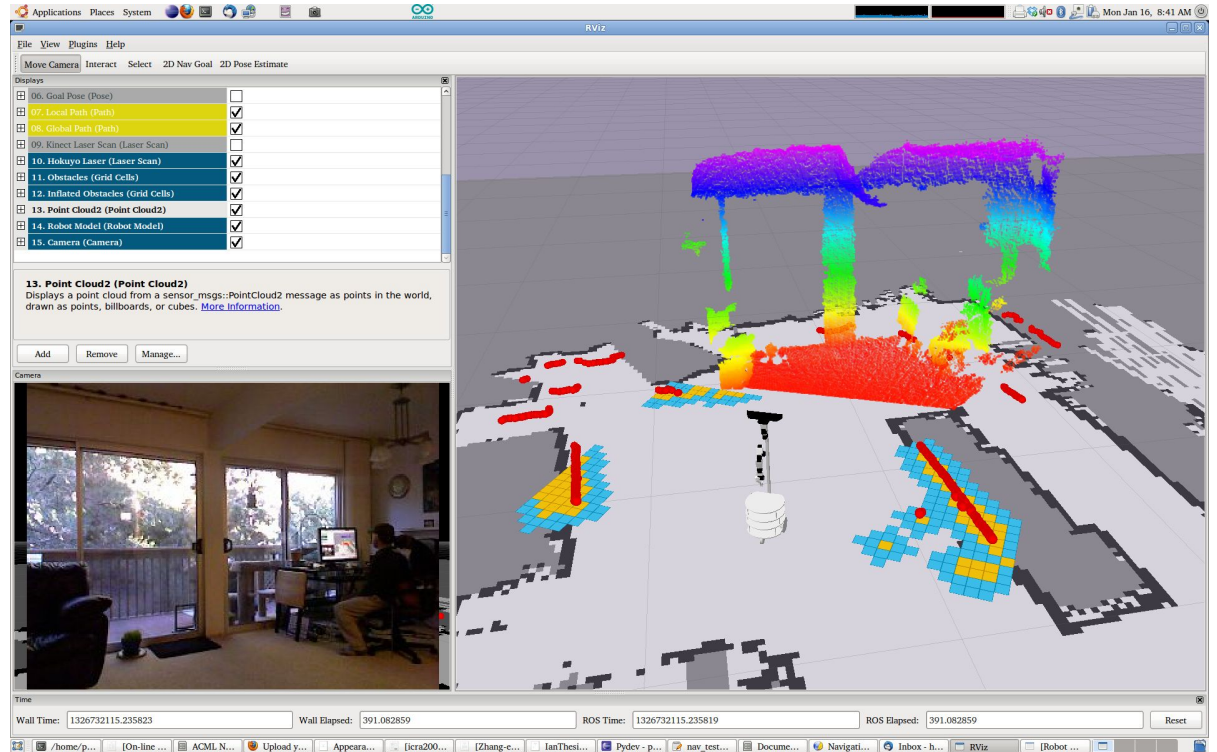 Applications Places System
ARDUINO
Mon Jan 16, 8:41 AM
RViz
File View Plugins Help
Move Camera Interact Select 2D Nav Goal 2D Pose Estimate
Displays
06. Goal Pose (Pose)
07. Local Path (Path)
08. Global Path (Path)
09. Kinect Laser Scan (Laser Scan)
10. Hokuyo Laser (Laser Scan)
11. Obstacles (Grid Cells)
12. Inflated Obstacles (Grid Cells)
13. Point Cloud2 (Point Cloud2)
14. Robot Model (Robot Model)
15. Camera (Camera)
13. Point Cloud2 (Point Cloud2)
Displays a point cloud from a sensor_msgs::PointCloud2 message as points in the world,
drawn as points, billboards, or cubes. More Information.
Add Remove Manage...
Camera
Time
Wall Time: 1326732115.235823 Wall Elapsed: 391.082859 ROS Time: 1326732115.235819 ROS Elapsed: 391.082859 Reset
/home/p... [On-line ... ACML N... Upload y... Appeara... [icra200... [Zhang-e... IanThesi... Pydev - p... nav_test... Docume... Navigati... Inbox - h... RViz [Robot ...